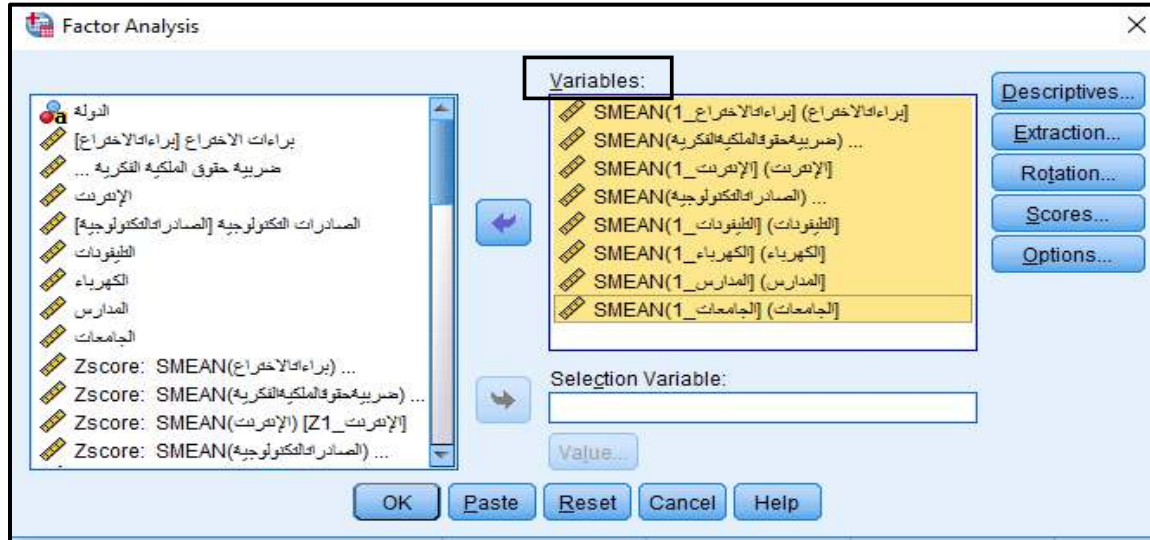 Factor Analysis
الدولة
براءات الاختراع [براءاتالاختراع]
ضريبة حقوق الملكية الفكرية ...
الإنترنت
الصادرات التكنولوجية [الصادراتالتكنولوجية]
التليفونات
الكهرباء
المدارس
الجامعات
Zscore: SMEAN(براءاتالاختراع) ...
Zscore: SMEAN(ضريبةحقوقالملكيةالفكرية) ...
Zscore: SMEAN(الإنترنت) [Z1_الإنترنت]
Zscore: SMEAN(الصادراتالتكنولوجية) ...
Variables:
SMEAN(براءاتالاختراع) [براءاتالاختراع_1]
SMEAN(ضريبةحقوقالملكيةالفكرية) ...
SMEAN(الإنترنت) [الإنترنت_1]
SMEAN(الصادراتالتكنولوجية) ...
SMEAN(التليفونات) [التليفونات_1]
SMEAN(الكهرباء) [الكهرباء_1]
SMEAN(المدارس) [المدارس_1]
SMEAN(الجامعات) [الجامعات_1]
Selection Variable:
Value...
Descriptives...
Extraction...
Rotation...
Scores...
Options...
OK Paste Reset Cancel Help